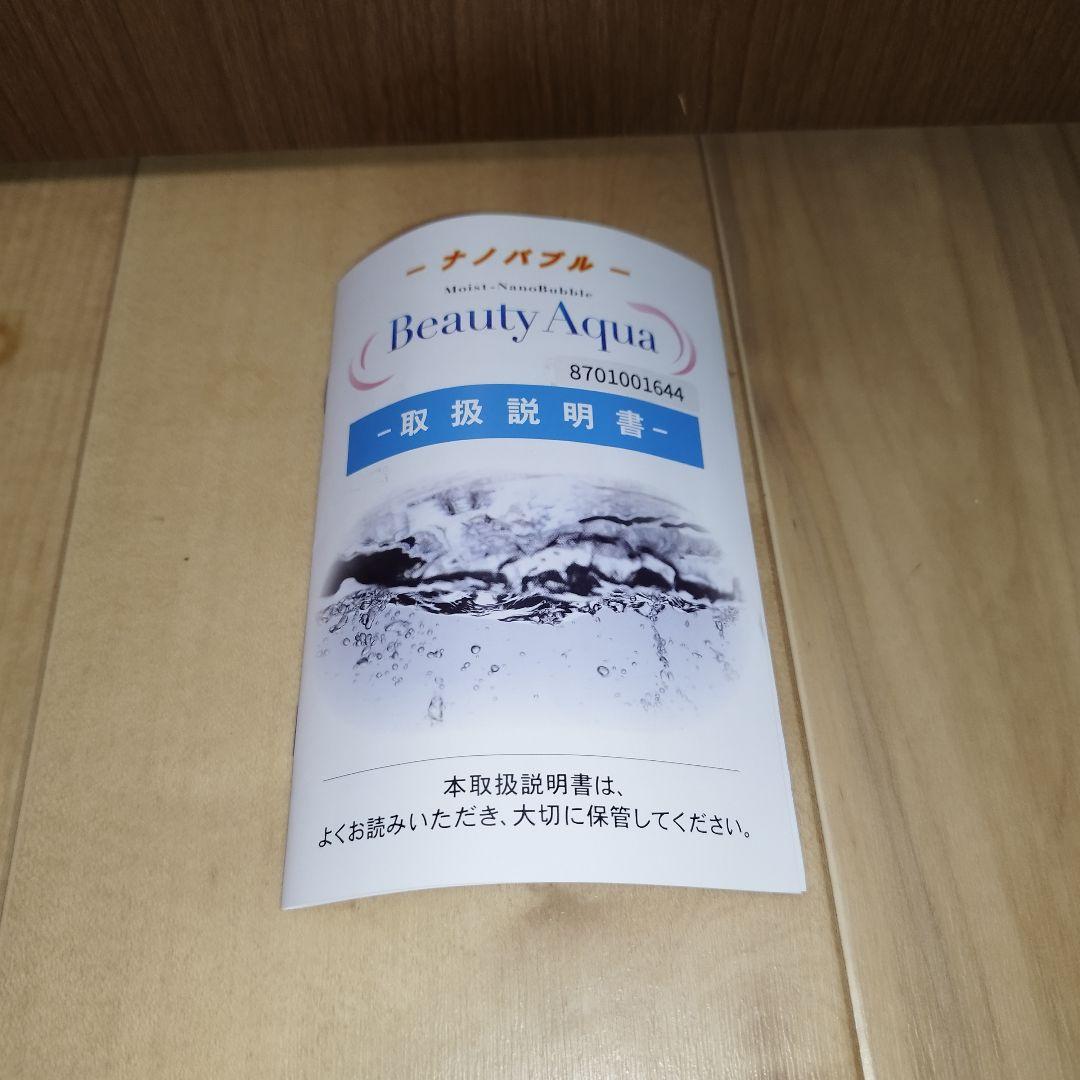 －ナノバブル－
Moist-NanoBubble
Beauty Aqua
8701001644
－取扱説明書－
本取扱説明書は、
よくお読みいただき、大切に保管してください。